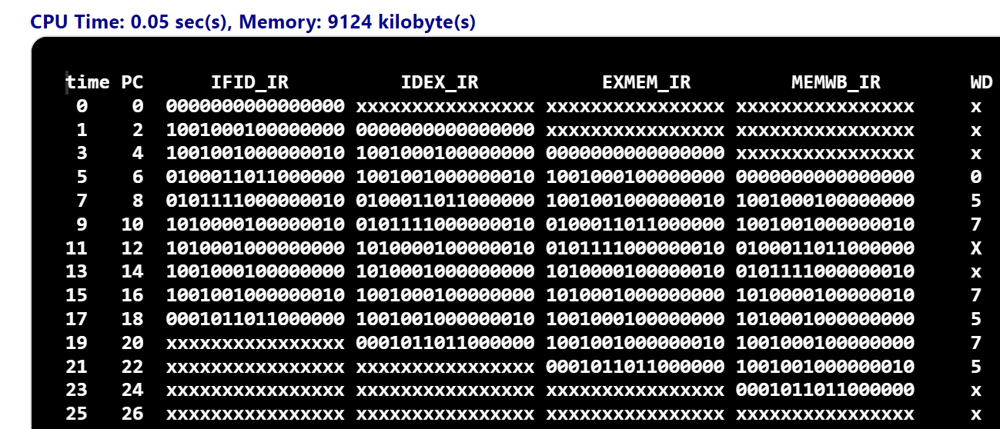 CPU Time: 0.05 sec(s), Memory: 9124 kilobyte(s)
time PC IFID_IR IDEX_IR EXMEM_IR MEMWB_IR WD
0 0 0000000000000000 xxxxxxxxxxxxxxxx xxxxxxxxxxxxxxxx xxxxxxxxxxxxxxxx x
1 2 1001000100000000 0000000000000000 xxxxxxxxxxxxxxxx xxxxxxxxxxxxxxxx x
3 4 1001001000000010 1001000100000000 0000000000000000 xxxxxxxxxxxxxxxx x
5 6 0100011011000000 1001001000000010 1001000100000000 0000000000000000 0
7 8 0101111000000010 0100011011000000 1001001000000010 1001000100000000 5
9 10 1010000100000010 0101111000000010 0100011011000000 1001001000000010 7
11 12 1010001000000000 1010000100000010 0101111000000010 0100011011000000 X
13 14 1001000100000000 1010001000000000 1010000100000010 0101111000000010 x
15 16 1001001000000010 1001000100000000 1010001000000000 1010000100000010 7
17 18 0001011011000000 1001001000000010 1001000100000000 1010001000000000 5
19 20 xxxxxxxxxxxxxxxx 0001011011000000 1001001000000010 1001000100000000 7
21 22 xxxxxxxxxxxxxxxx xxxxxxxxxxxxxxxx 0001011011000000 1001001000000010 5
23 24 xxxxxxxxxxxxxxxx xxxxxxxxxxxxxxxx xxxxxxxxxxxxxxxx 0001011011000000 x
25 26 xxxxxxxxxxxxxxxx xxxxxxxxxxxxxxxx xxxxxxxxxxxxxxxx xxxxxxxxxxxxxxxx x